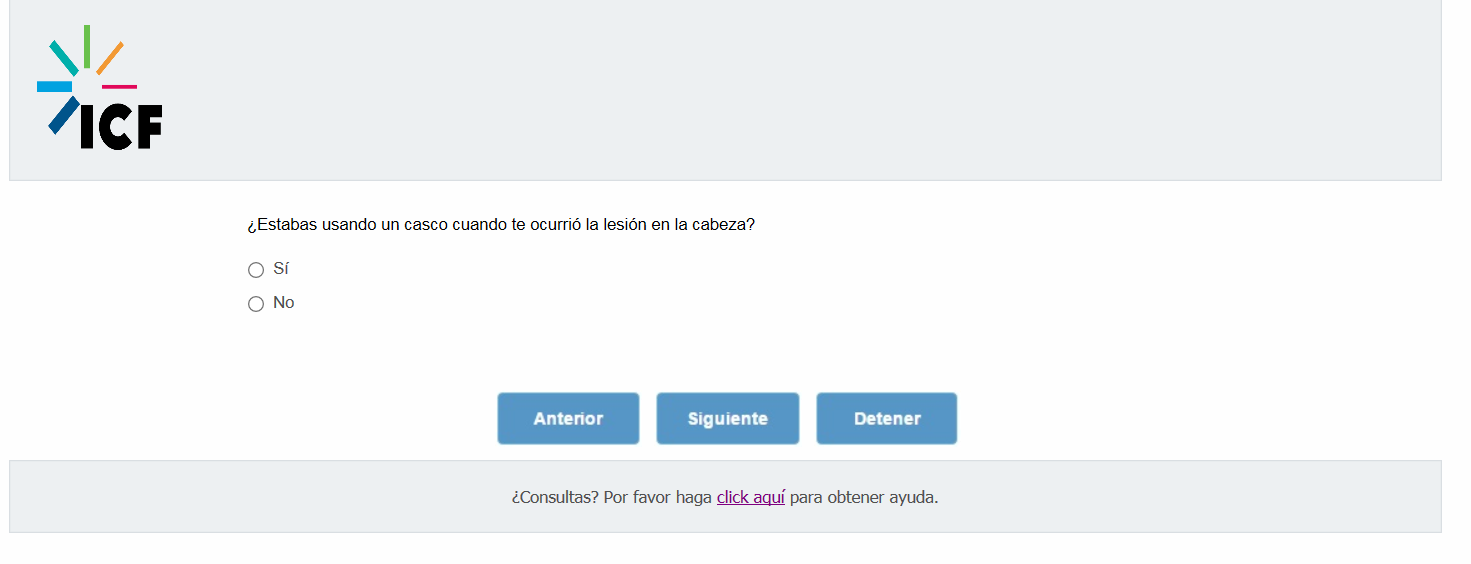 ICF
¿Estabas usando un casco cuando te ocurrió la lesión en la cabeza?
Sí
No
Anterior
Siguiente
Detener
¿Consultas? Por favor haga click aquí para obtener ayuda.